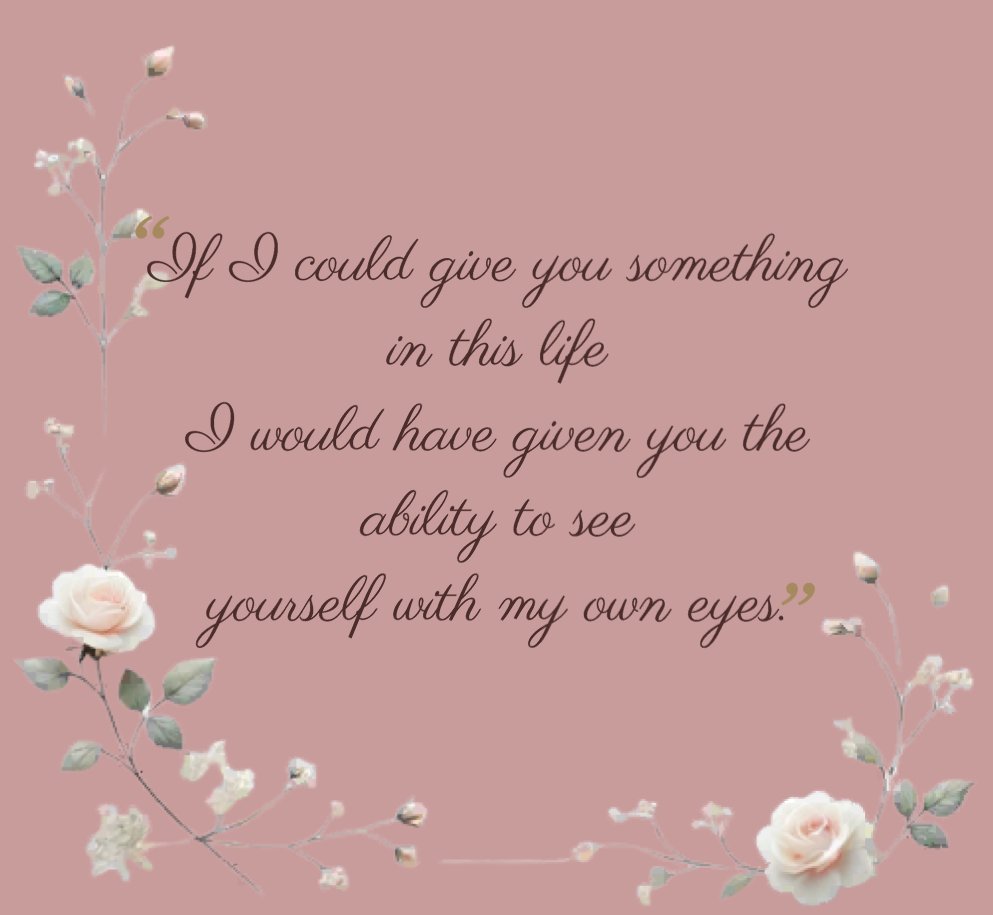 “If I could give you something
in this life
I would have given you the
ability to see
yourself with my own eyes.”